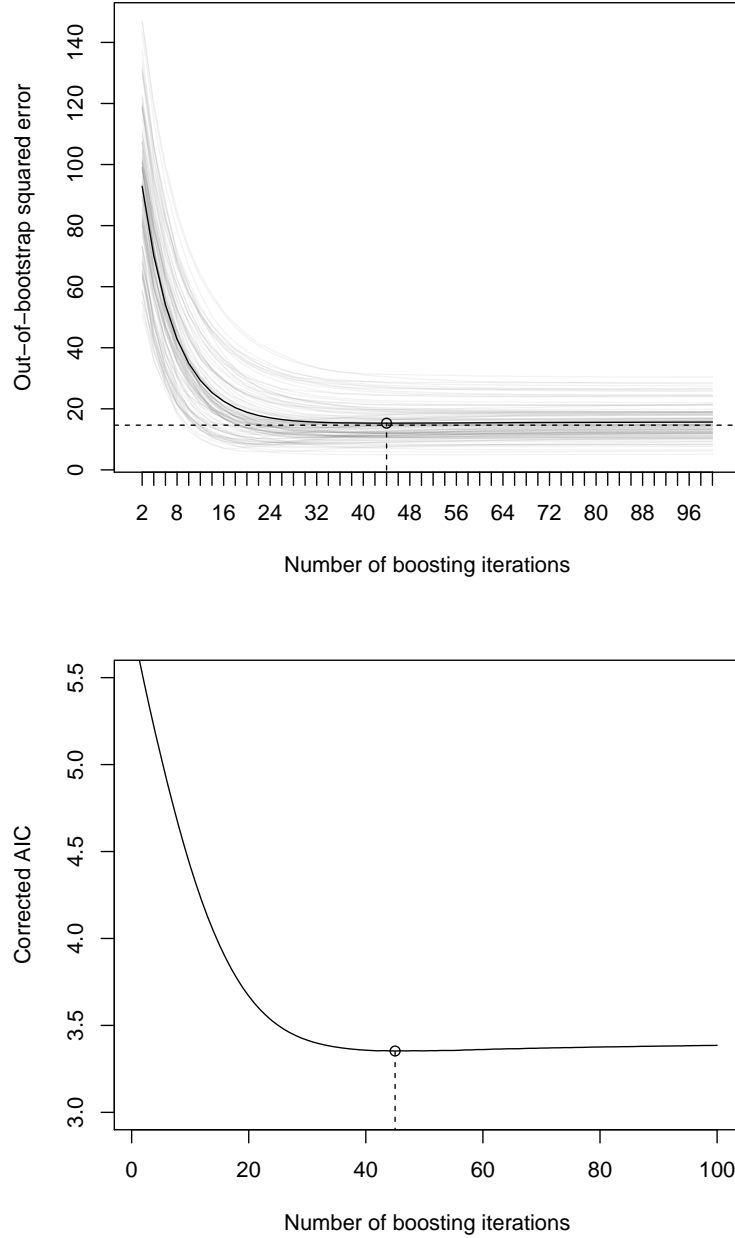 Out−of−bootstrap squared error
140
120
100
80
60
40
20
0
2 8 16 24 32 40 48 56 64 72 80 88 96
Number of boosting iterations
Corrected AIC
5.5
5.0
4.5
4.0
3.5
3.0
0 20 40 60 80 100
Number of boosting iterations